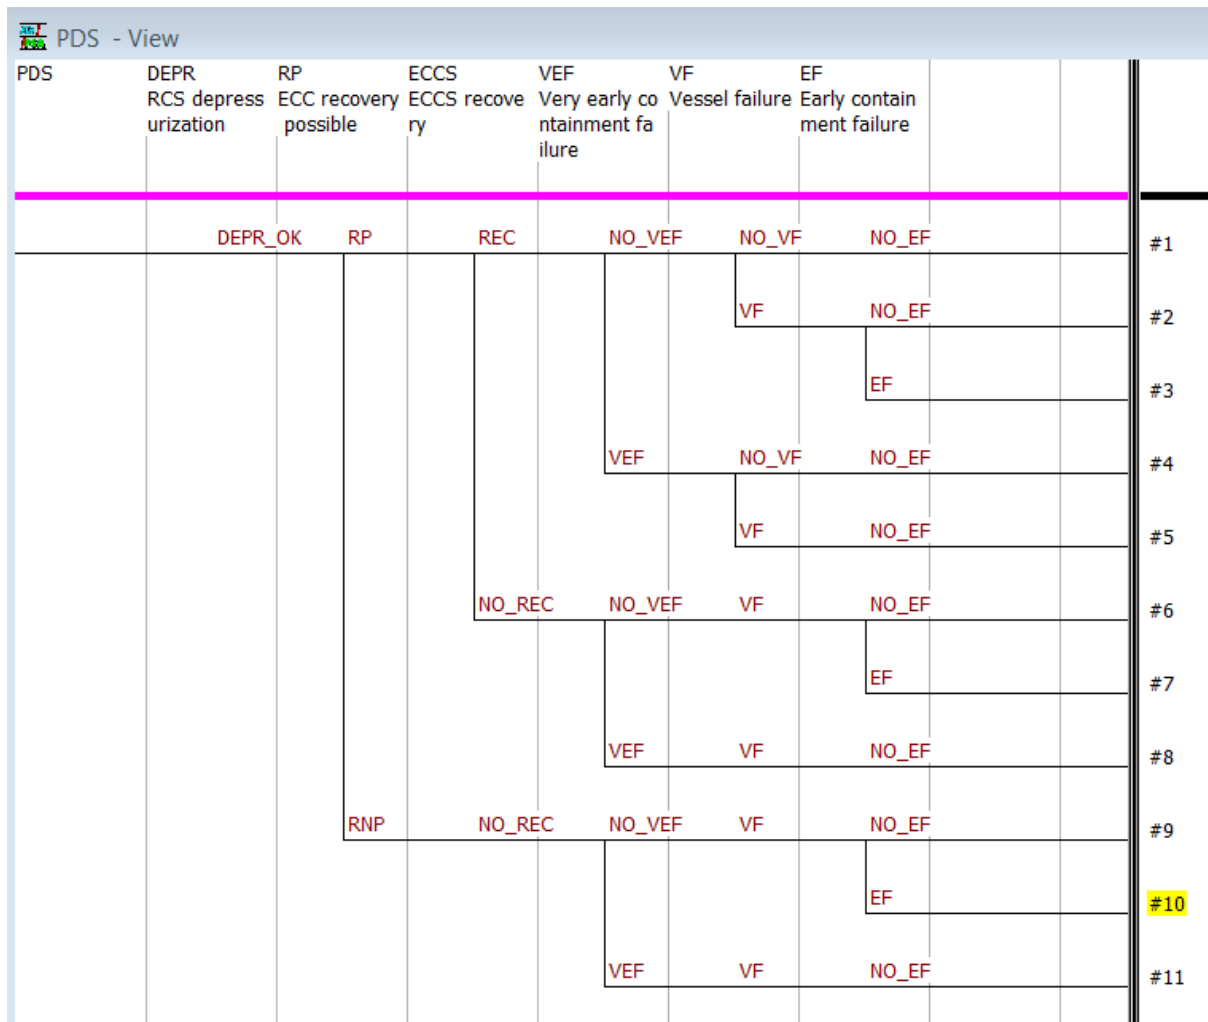 PDS - View
PDS DEPR RP ECCS VEF VF EF
RCS depress ECC recovery ECCS recove Very early co Vessel failure Early contain
urization possible ry ntainment fa ment failure
ilure
DEPR_OK RP REC NO_VEF NO_VF NO_EF #1
VF NO_EF #2
EF #3
VEF NO_VF NO_EF #4
VF NO_EF #5
NO_REC NO_VEF VF NO_EF #6
EF #7
VEF VF NO_EF #8
RNP NO_REC NO_VEF VF NO_EF #9
EF #10
VEF VF NO_EF #11